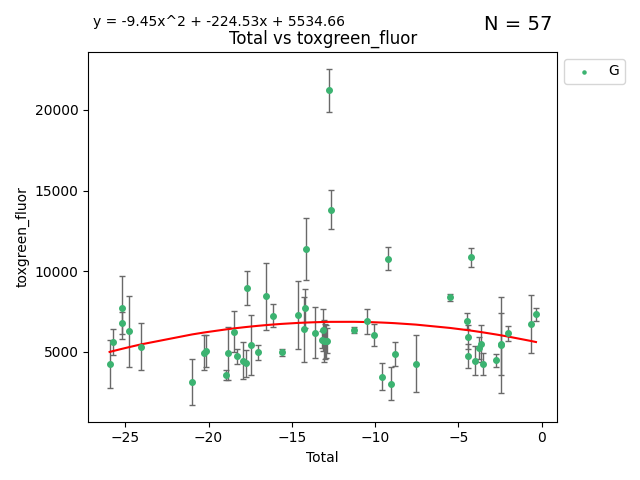 y = -9.45x^2 + -224.53x + 5534.66
N = 57
Total vs toxgreen_fluor
G
20000
15000
10000
5000
toxgreen_fluor
−25 −20 −15 −10 −5 0
Total